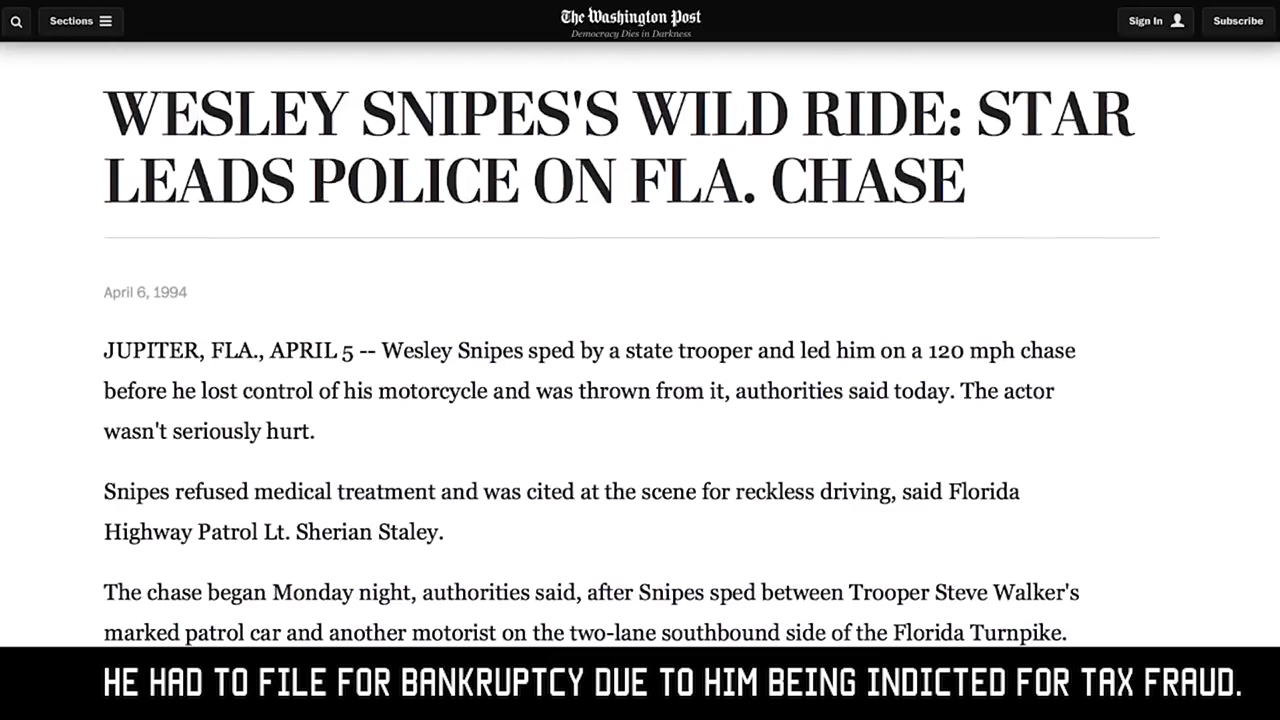 Sections
The Washington Post
Democracy Dies in Darkness
Sign In
Subscribe
WESLEY SNIPES'S WILD RIDE: STAR
LEADS POLICE ON FLA. CHASE
April 6, 1994
JUPITER, FLA., APRIL 5 -- Wesley Snipes sped by a state trooper and led him on a 120 mph chase
before he lost control of his motorcycle and was thrown from it, authorities said today. The actor
wasn't seriously hurt.
Snipes refused medical treatment and was cited at the scene for reckless driving, said Florida
Highway Patrol Lt. Sherian Staley.
The chase began Monday night, authorities said, after Snipes sped between Trooper Steve Walker's
marked patrol car and another motorist on the two-lane southbound side of the Florida Turnpike.
HE HAD TO FILE FOR BANKRUPTCY DUE TO HIM BEING INDICTED FOR TAX FRAUD.